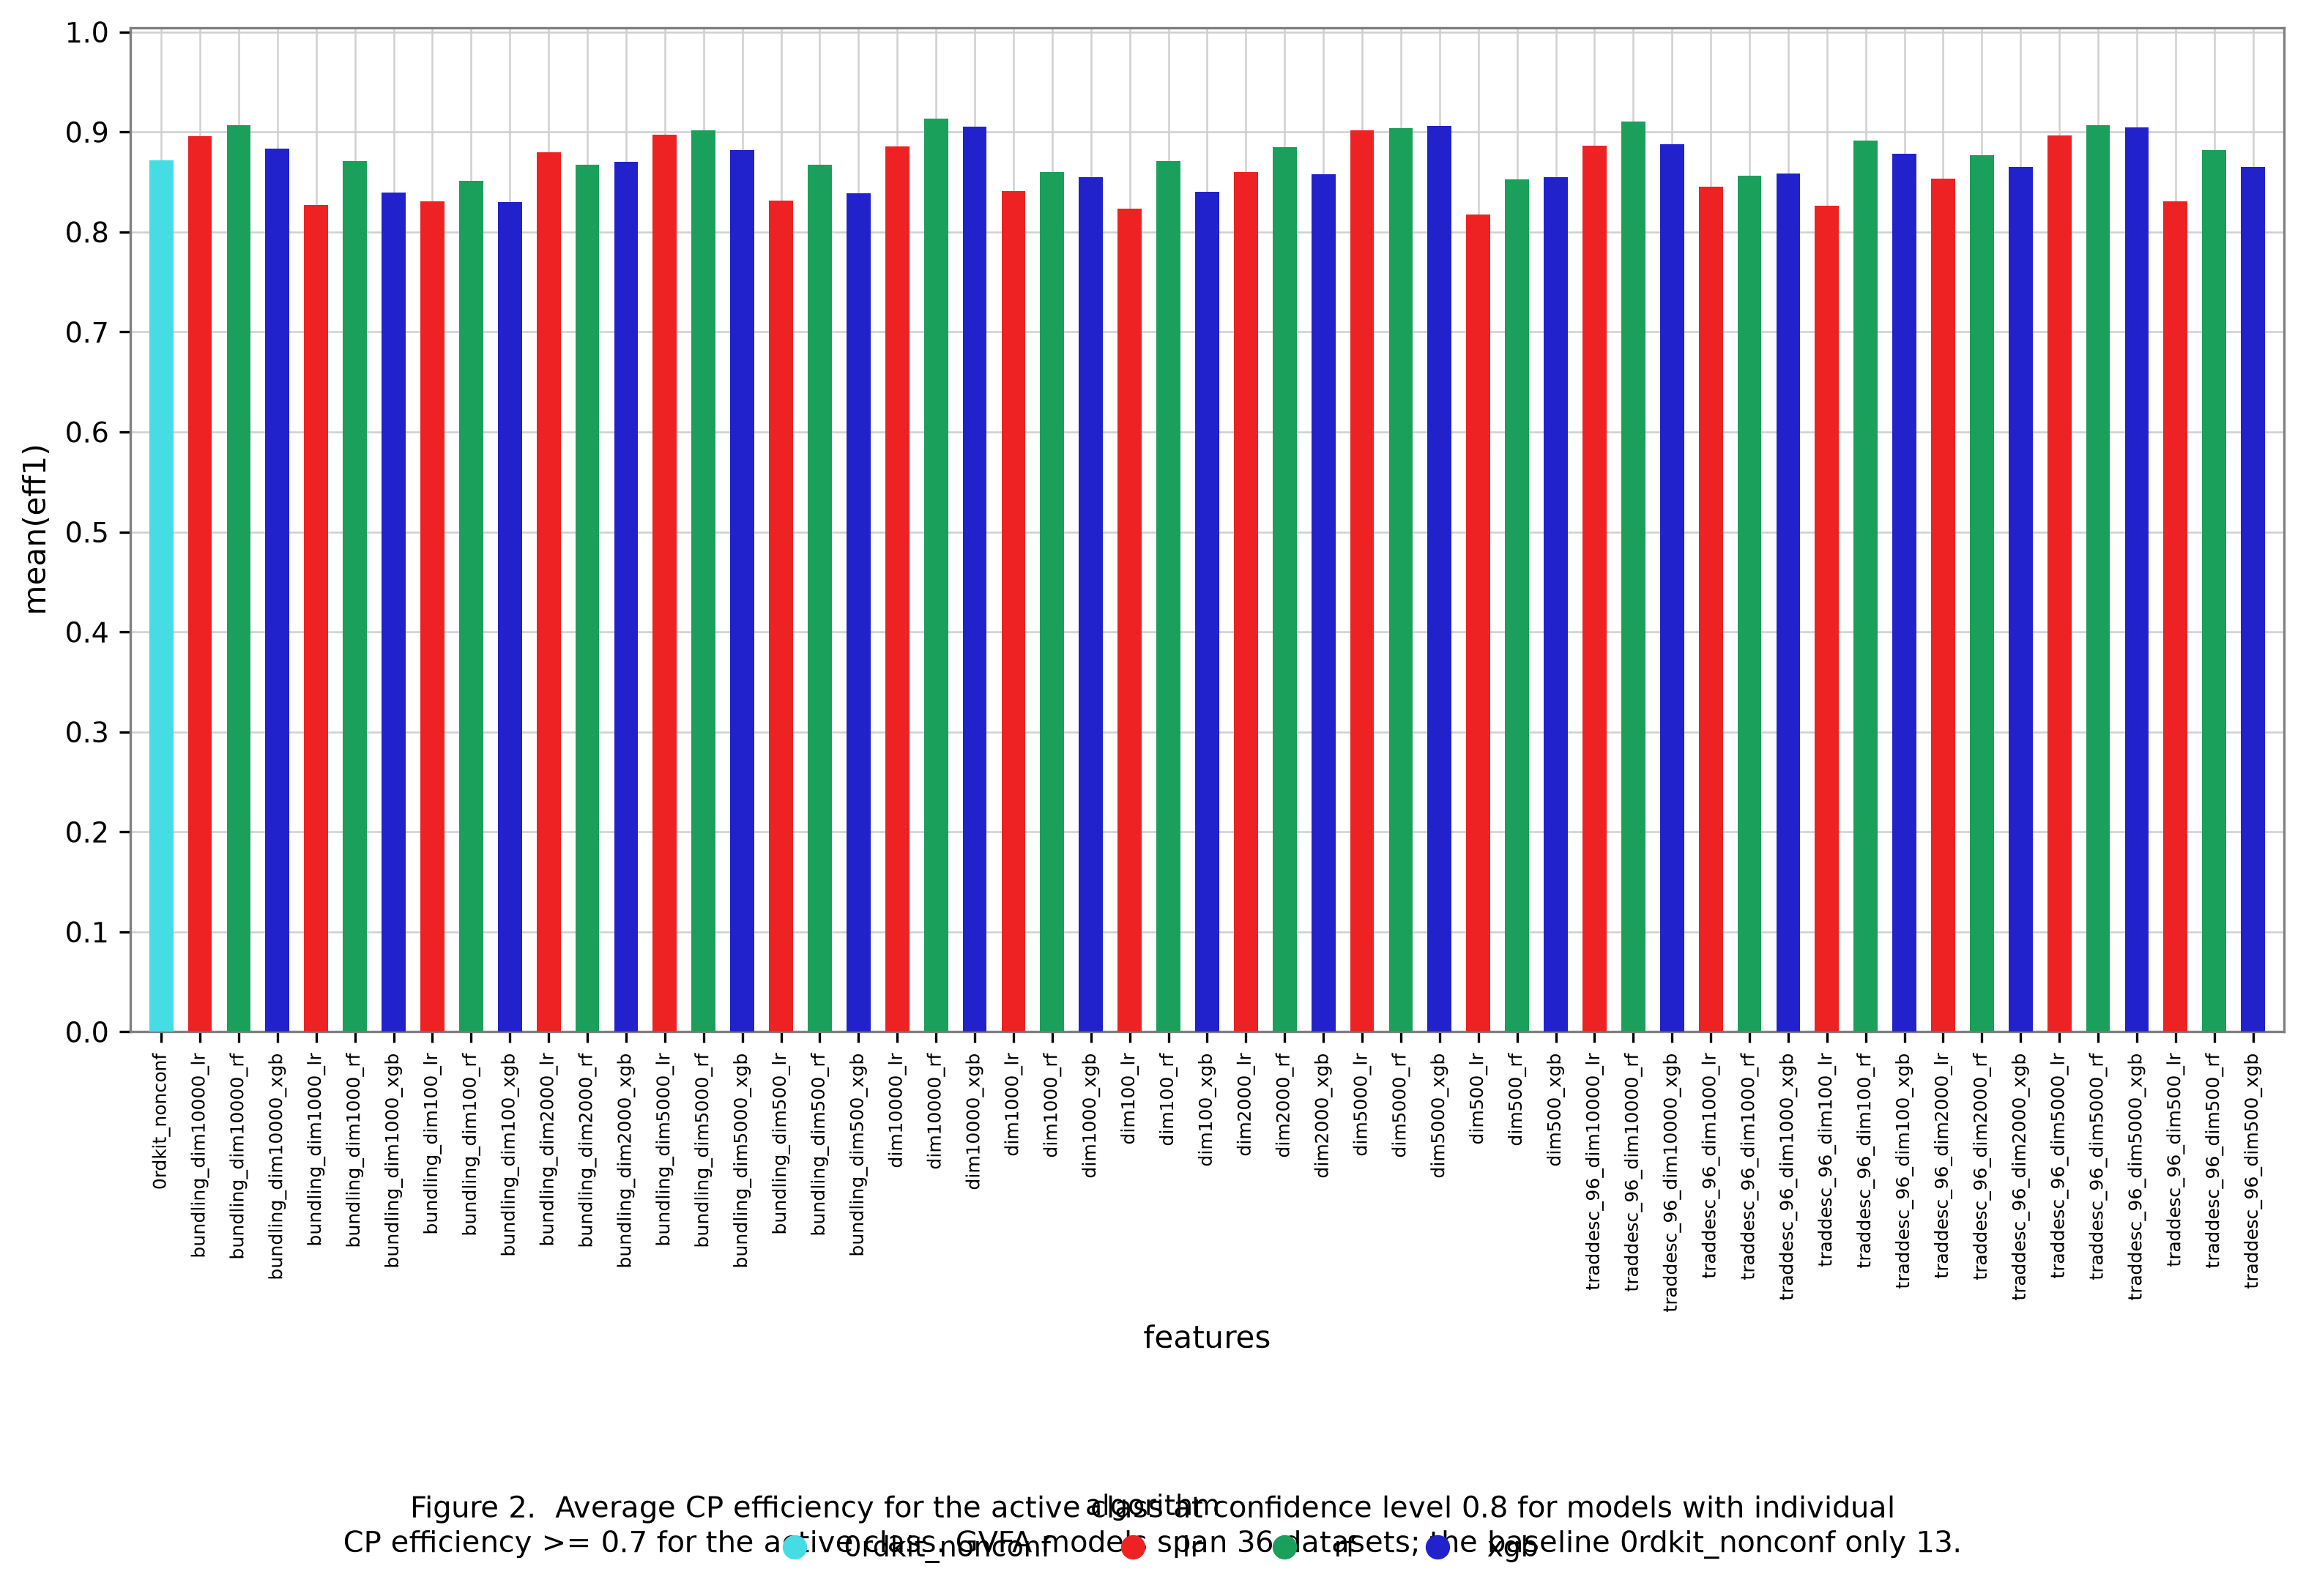 1.0
0.9
0.8
0.7
0.6
0.5
0.4
0.3
0.2
0.1
0.0
mean(eff1)
0rdkit_nonconf
bundling_dim10000_lr
bundling_dim10000_rf
bundling_dim10000_xgb
bundling_dim1000_lr
bundling_dim1000_rf
bundling_dim1000_xgb
bundling_dim100_lr
bundling_dim100_rf
bundling_dim100_xgb
bundling_dim2000_lr
bundling_dim2000_rf
bundling_dim2000_xgb
bundling_dim5000_lr
bundling_dim5000_rf
bundling_dim5000_xgb
bundling_dim500_lr
bundling_dim500_rf
bundling_dim500_xgb
dim10000_lr
dim10000_rf
dim10000_xgb
dim1000_lr
dim1000_rf
dim1000_xgb
dim100_lr
dim100_rf
dim100_xgb
dim2000_lr
dim2000_rf
dim2000_xgb
dim5000_lr
dim5000_rf
dim5000_xgb
dim500_lr
dim500_rf
dim500_xgb
traddesc_96_dim10000_lr
traddesc_96_dim10000_rf
traddesc_96_dim10000_xgb
traddesc_96_dim1000_lr
traddesc_96_dim1000_rf
traddesc_96_dim1000_xgb
traddesc_96_dim100_lr
traddesc_96_dim100_rf
traddesc_96_dim100_xgb
traddesc_96_dim2000_lr
traddesc_96_dim2000_rf
traddesc_96_dim2000_xgb
traddesc_96_dim5000_lr
traddesc_96_dim5000_rf
traddesc_96_dim5000_xgb
traddesc_96_dim500_lr
traddesc_96_dim500_rf
traddesc_96_dim500_xgb
features
algorithm
Figure 2. Average CP efficiency for the active class at confidence level 0.8 for models with individual
CP efficiency >= 0.7 for the active class. GVFA models span 36 datasets; the baseline 0rdkit_nonconf only 13.
0rdkit_nonconf lr rf xgb